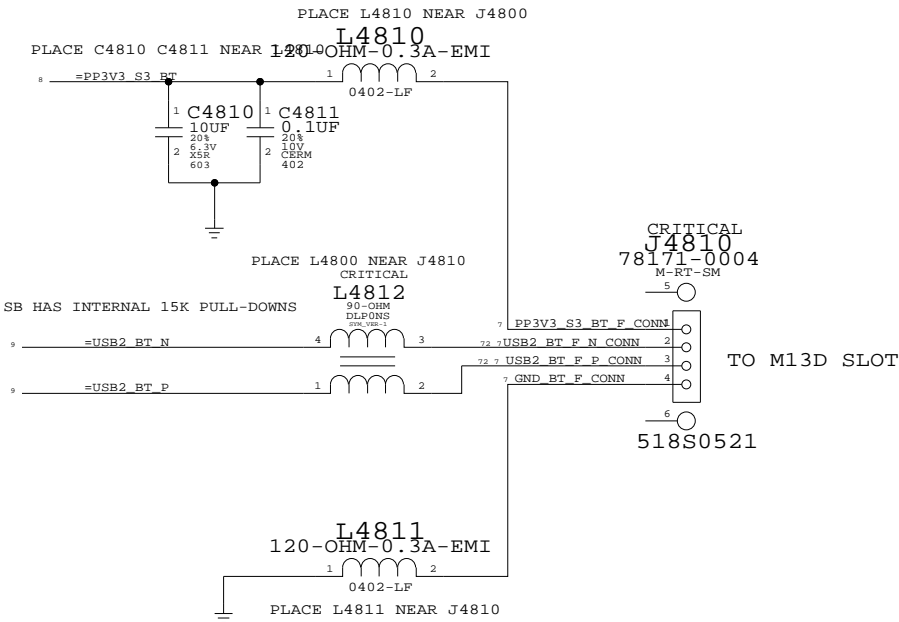 PLACE L4810 NEAR J4800
L4810
PLACE C4810 C4811 NEAR L4810
120-OHM-0.3A-EMI
8 =PP3V3_S3_BT
1 2
0402-LF
1 C4810
10UF
20%
6.3V
2 X5R
603
1 C4811
0.1UF
20%
10V
2 CERM
402
CRITICAL
J4810
78171-0004
M-RT-SM
5
PLACE L4800 NEAR J4810
CRITICAL
L4812
90-OHM
DLP0NS
SYM_VER-1
SB HAS INTERNAL 15K PULL-DOWNS
7 PP3V3_S3_BT_F_CONN 1
9 =USB2_BT_N 4 3 72 7 USB2_BT_F_N_CONN 2
72 7 USB2_BT_F_P_CONN 3
TO M13D SLOT
9 =USB2_BT_P 1 2
7 GND_BT_F_CONN 4
6
518S0521
L4811
120-OHM-0.3A-EMI
1 2
0402-LF
PLACE L4811 NEAR J4810